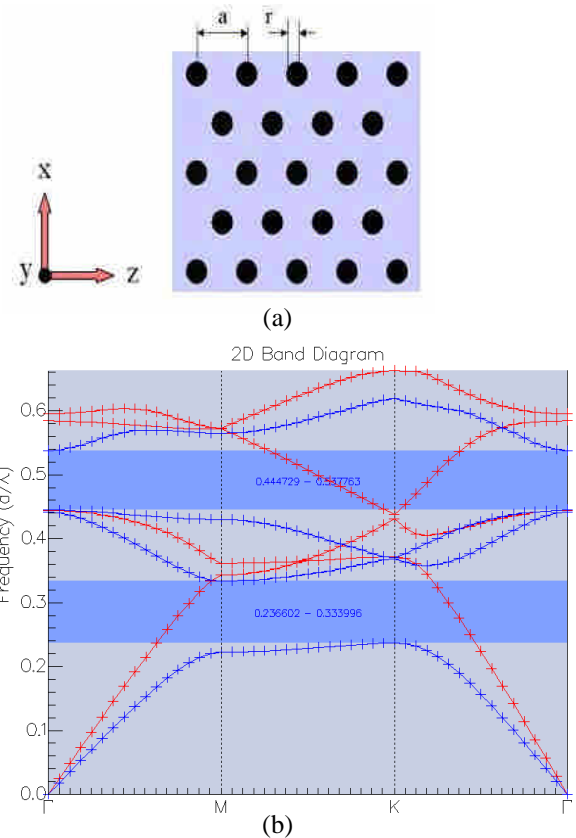 a r
x
y z
(a)
2D Band Diagram
Frequency (a/λ)
0.6
0.5
0.444729 - 0.537763
0.4
0.3
0.236602 - 0.333996
0.2
0.1
0.0
Γ M K Γ
(b)